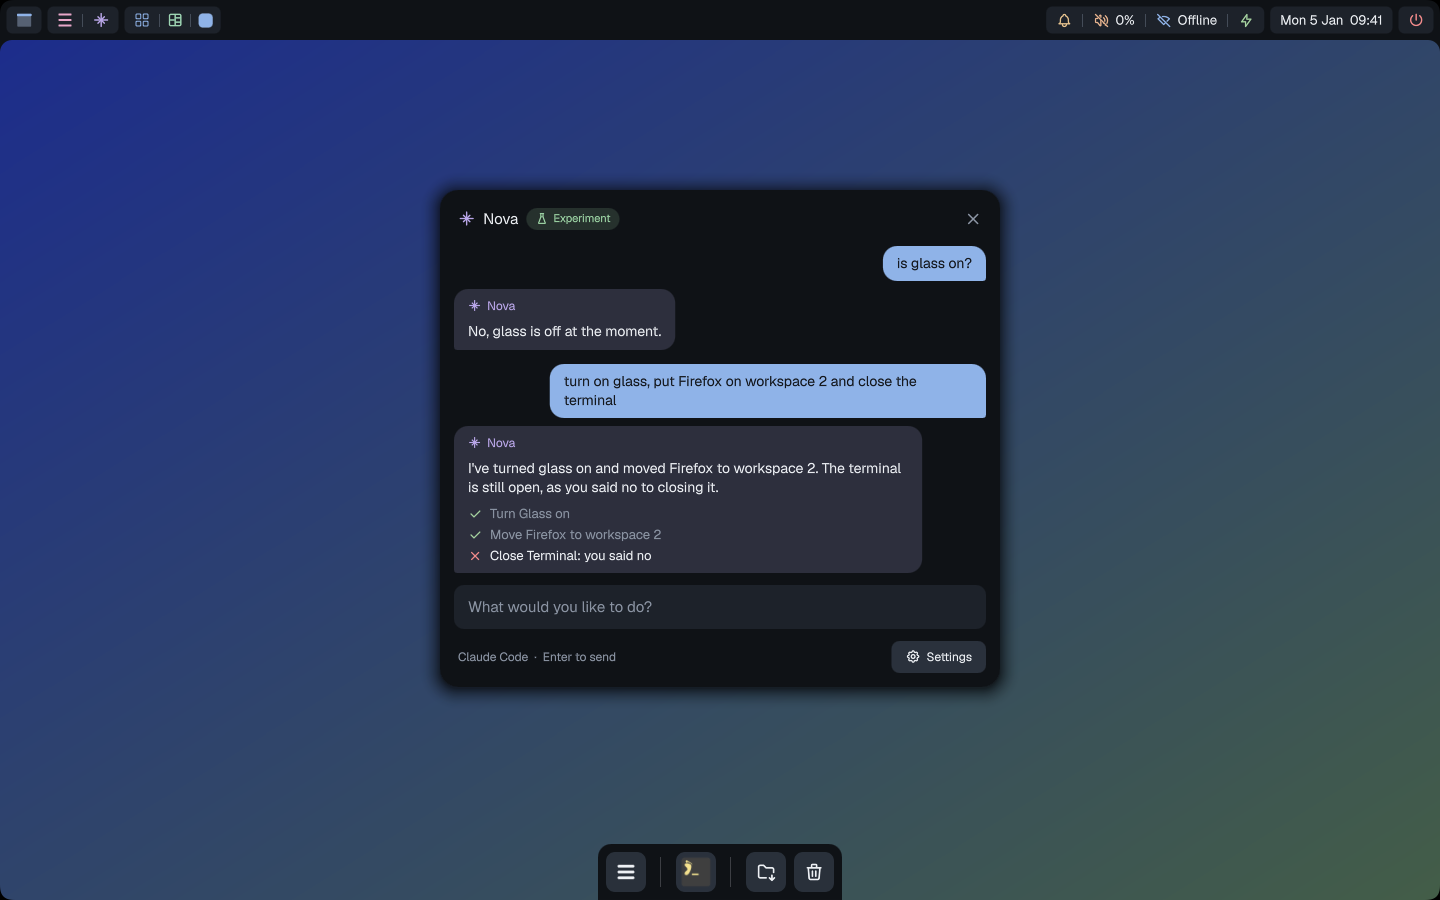 0%
Offline
Mon 5 Jan 09:41
Nova
Experiment
is glass on?
Nova
No, glass is off at the moment.
turn on glass, put Firefox on workspace 2 and close the
terminal
Nova
I've turned glass on and moved Firefox to workspace 2. The terminal
is still open, as you said no to closing it.
Turn Glass on
Move Firefox to workspace 2
Close Terminal: you said no
What would you like to do?
Claude Code · Enter to send
Settings